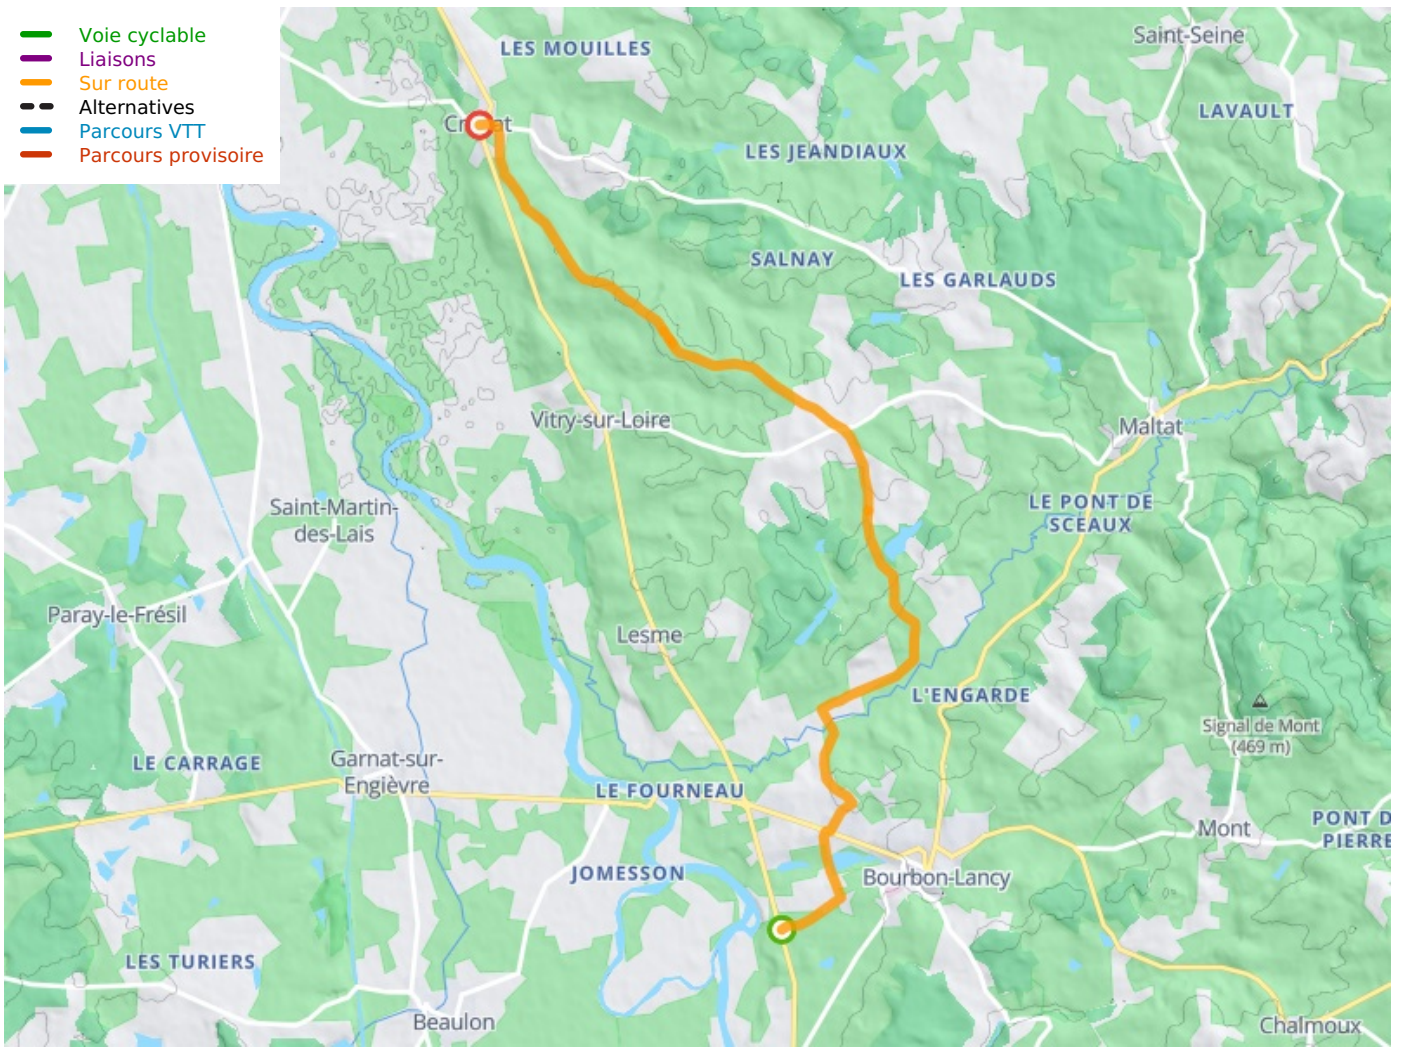 Voie cyclable
Liaisons
Sur route
Alternatives
Parcours VTT
Parcours provisoire
LES MOUILLES
Saint-Seine
LAVAULT
LES JEANDIAUX
SALNAY
LES GARLAUDS
Vitry-sur-Loire
Maltat
Saint-Martin-
des-Lais
LE PONT DE
SCEAUX
Paray-le-Frésil
Lesme
L'ENGARDE
Signal de Mont
(469 m)
LE CARRAGE
Garnat-sur-
Engièvre
LE FOURNEAU
Mont
PONT D
PIERRE
JOMESSON
Bourbon-Lancy
LES TURIERS
Beaulon
Chalmoux